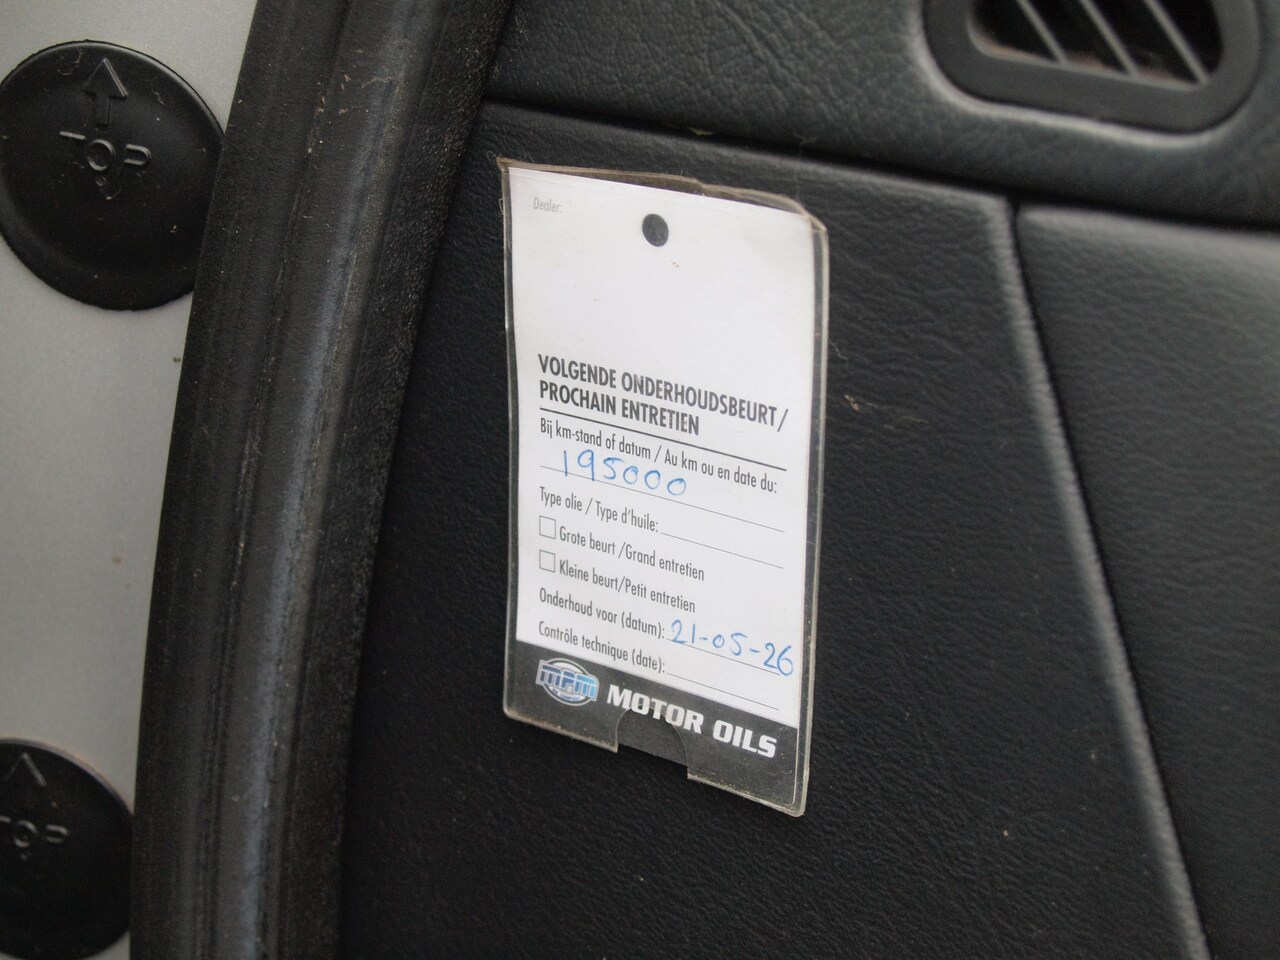 TOP
Dealer:
VOLGENDE ONDERHOUDSBEURT/
PROCHAIN ENTRETIEN
Bij km-stand of datum / Au km ou en date du:
195000
Type olie / Type d'huile:
Grote beurt /Grand entretien
Kleine beurt/Petit entretien
Onderhoud voor (datum): 21-05-26
Contrôle technique (date):
MPM MOTOR OILS
TOP